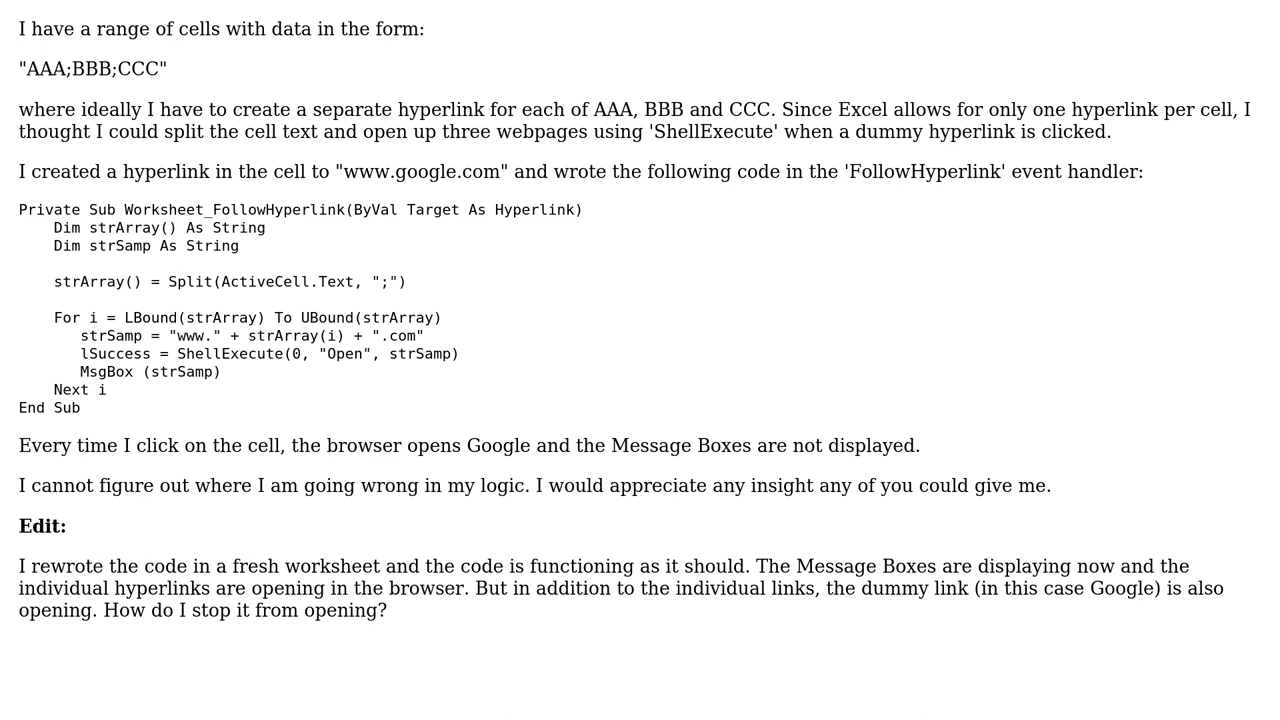 I have a range of cells with data in the form:
"AAA;BBB;CCC"
where ideally I have to create a separate hyperlink for each of AAA, BBB and CCC. Since Excel allows for only one hyperlink per cell, I
thought I could split the cell text and open up three webpages using 'ShellExecute' when a dummy hyperlink is clicked.
I created a hyperlink in the cell to "www.google.com" and wrote the following code in the 'FollowHyperlink' event handler:
Private Sub Worksheet_FollowHyperlink(ByVal Target As Hyperlink)
    Dim strArray() As String
    Dim strSamp As String
    strArray() = Split(ActiveCell.Text, ";")
    For i = LBound(strArray) To UBound(strArray)
       strSamp = "www." + strArray(i) + ".com"
       lSuccess = ShellExecute(0, "Open", strSamp)
       MsgBox (strSamp)
    Next i
End Sub
Every time I click on the cell, the browser opens Google and the Message Boxes are not displayed.
I cannot figure out where I am going wrong in my logic. I would appreciate any insight any of you could give me.
Edit:
I rewrote the code in a fresh worksheet and the code is functioning as it should. The Message Boxes are displaying now and the
individual hyperlinks are opening in the browser. But in addition to the individual links, the dummy link (in this case Google) is also
opening. How do I stop it from opening?